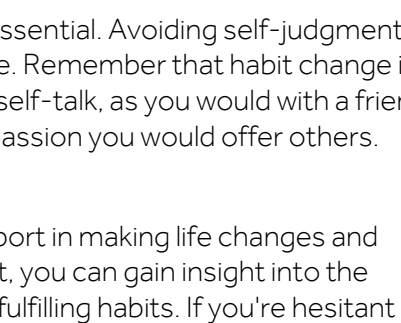 ssential. Avoiding self-judgment
e. Remember that habit change i
self-talk, as you would with a frien
assion you would offer others.
port in making life changes and
t, you can gain insight into the
fulfilling habits. If you're hesitant